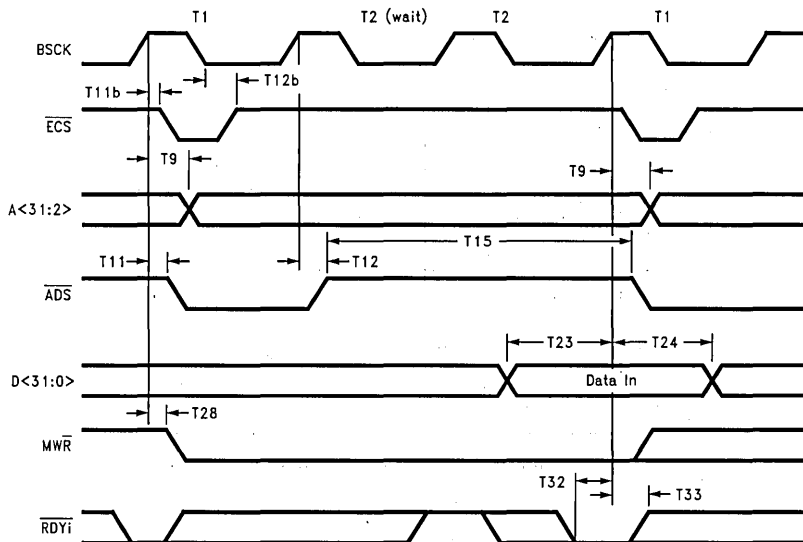 T1 T2 (wait) T2 T1
BSCK
T11b T12b
ECS
T9 T9
A<31:2>
T15
T11 T12
ADS
T23 T24
D<31:0> Data In
T28
MWR
T32
T33
RDYi